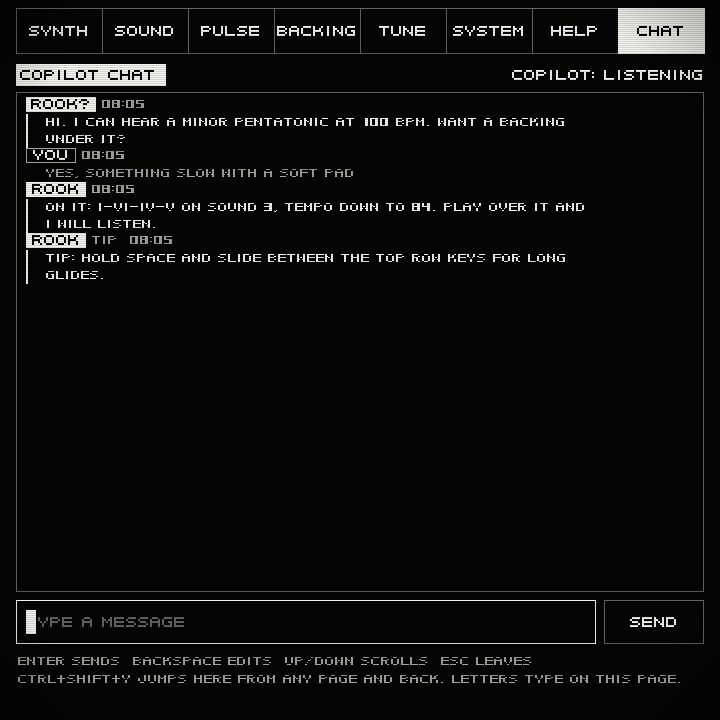 SYNTH SOUND PULSE BACKING TUNE SYSTEM HELP CHAT
COPILOT CHAT COPILOT: LISTENING
ROOK? 08:05
HI. I CAN HEAR A MINOR PENTATONIC AT 100 BPM. WANT A BACKING
UNDER IT?
YOU 08:05
YES, SOMETHING SLOW WITH A SOFT PAD
ROOK 08:05
ON IT: I-VI-IV-V ON SOUND 3, TEMPO DOWN TO 84. PLAY OVER IT AND
I WILL LISTEN.
ROOK TIP 08:05
TIP: HOLD SPACE AND SLIDE BETWEEN THE TOP ROW KEYS FOR LONG
GLIDES.
YPE A MESSAGE SEND
ENTER SENDS BACKSPACE EDITS UP/DOWN SCROLLS ESC LEAVES
CTRL+SHIFT+Y JUMPS HERE FROM ANY PAGE AND BACK. LETTERS TYPE ON THIS PAGE.